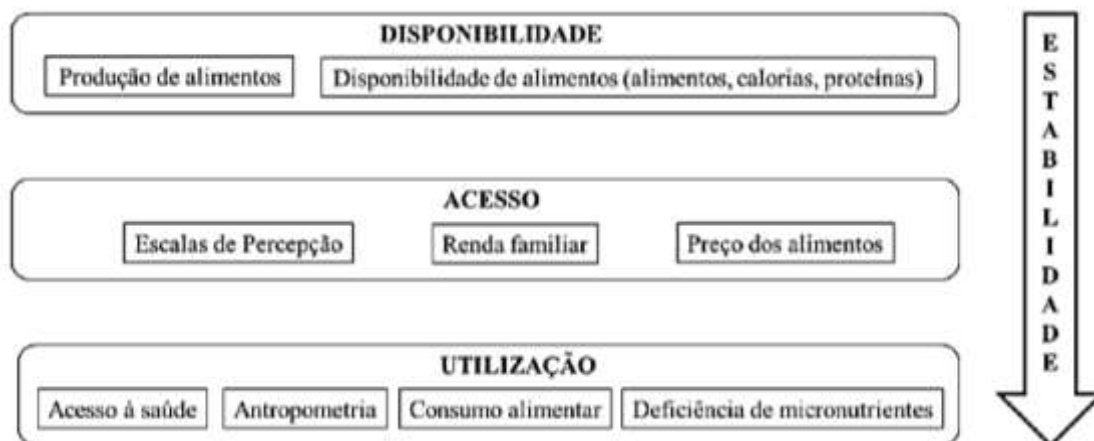 DISPONIBILIDADE
Produção de alimentos
Disponibilidade de alimentos (alimentos, calorias, proteínas)
ACESSO
Escalas de Percepção
Renda familiar
Preço dos alimentos
UTILIZAÇÃO
Acesso à saúde
Antropometria
Consumo alimentar
Deficiência de micronutrientes
ESTABILIDADE